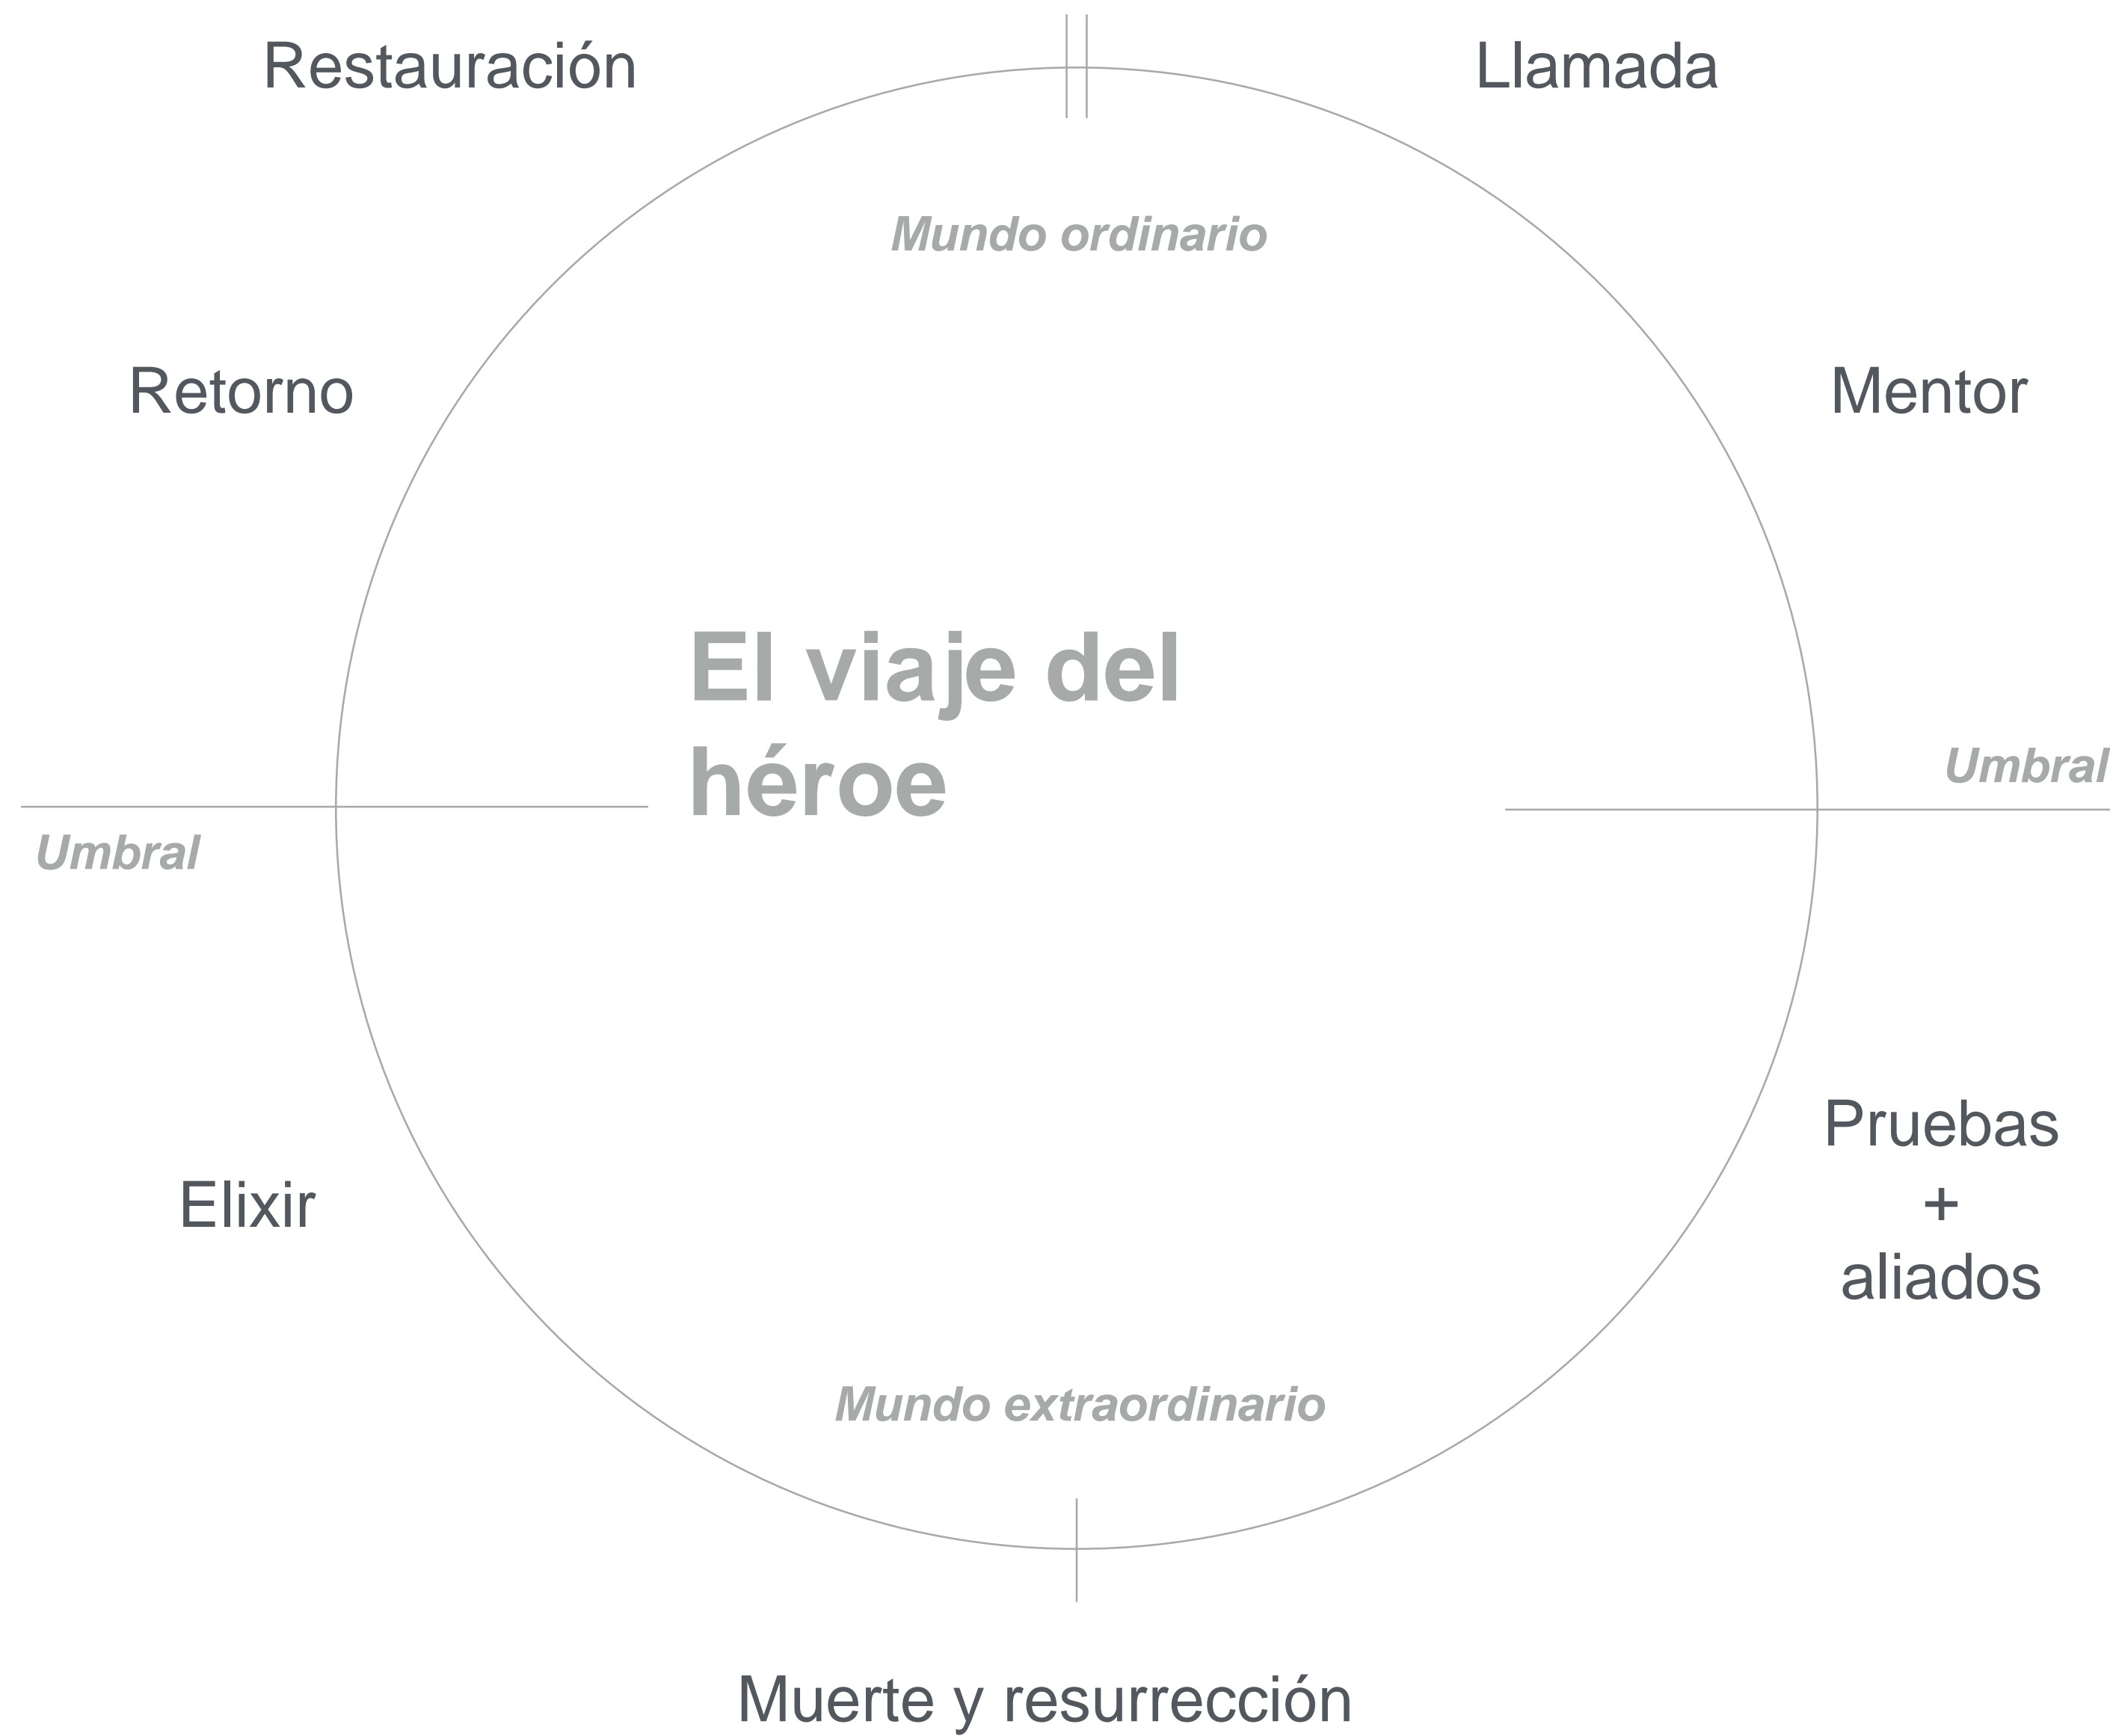 Restauración
Llamada
Mundo ordinario
Retorno
Mentor
El viaje del
héroe
Umbral
Umbral
Pruebas
+
aliados
Elixir
Mundo extraordinario
Muerte y resurrección